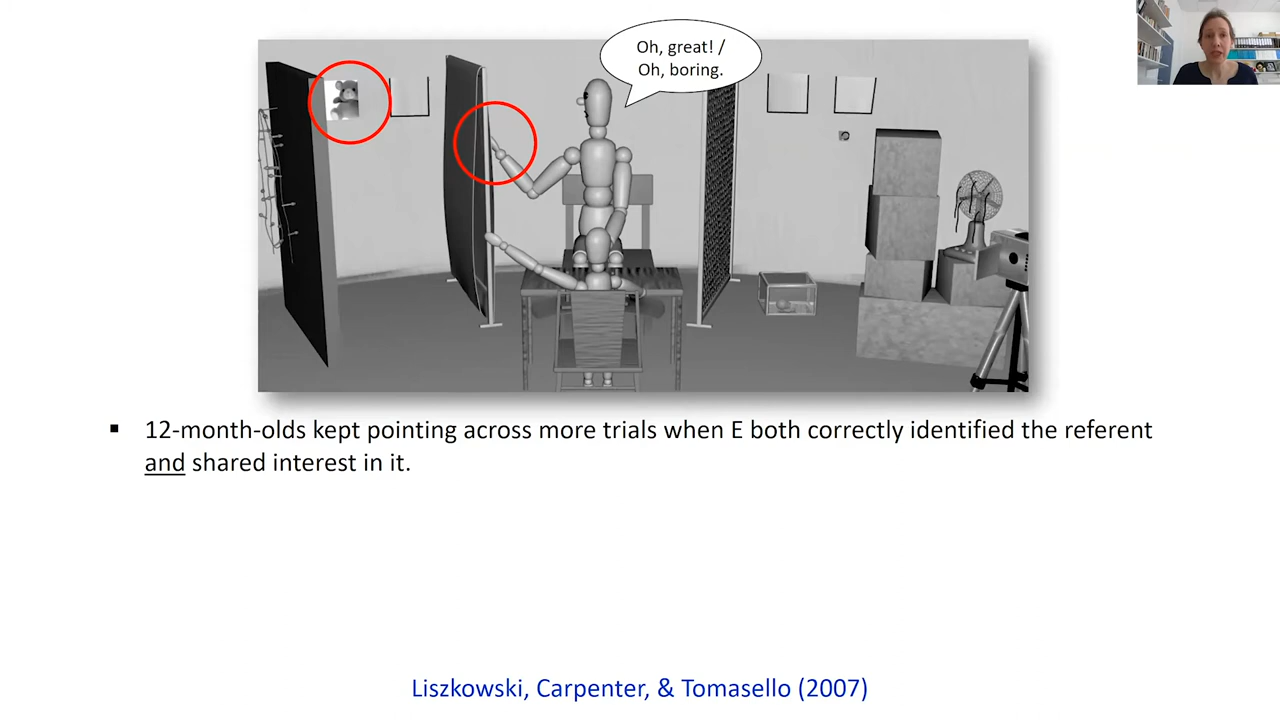 Oh, great! /
Oh, boring.
▪ 12-month-olds kept pointing across more trials when E both correctly identified the referent
and shared interest in it.
Liszkowski, Carpenter, & Tomasello (2007)